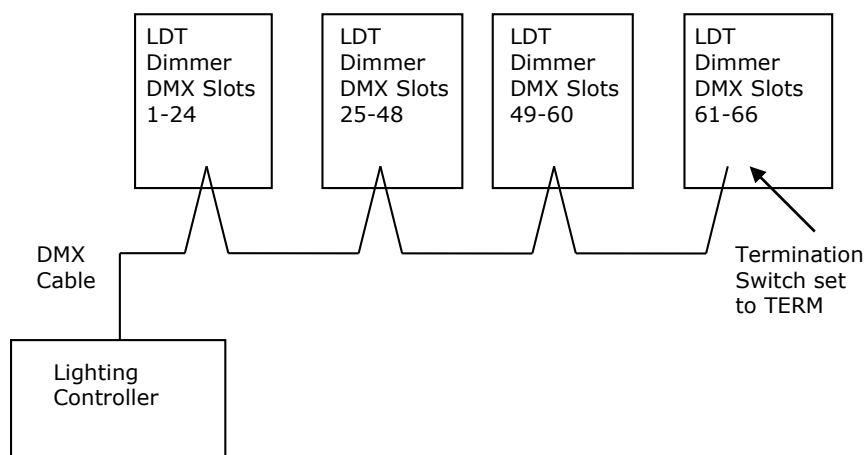 LDT
Dimmer
DMX Slots
1-24
LDT
Dimmer
DMX Slots
25-48
LDT
Dimmer
DMX Slots
49-60
LDT
Dimmer
DMX Slots
61-66
DMX
Cable
Termination
Switch set
to TERM
Lighting
Controller